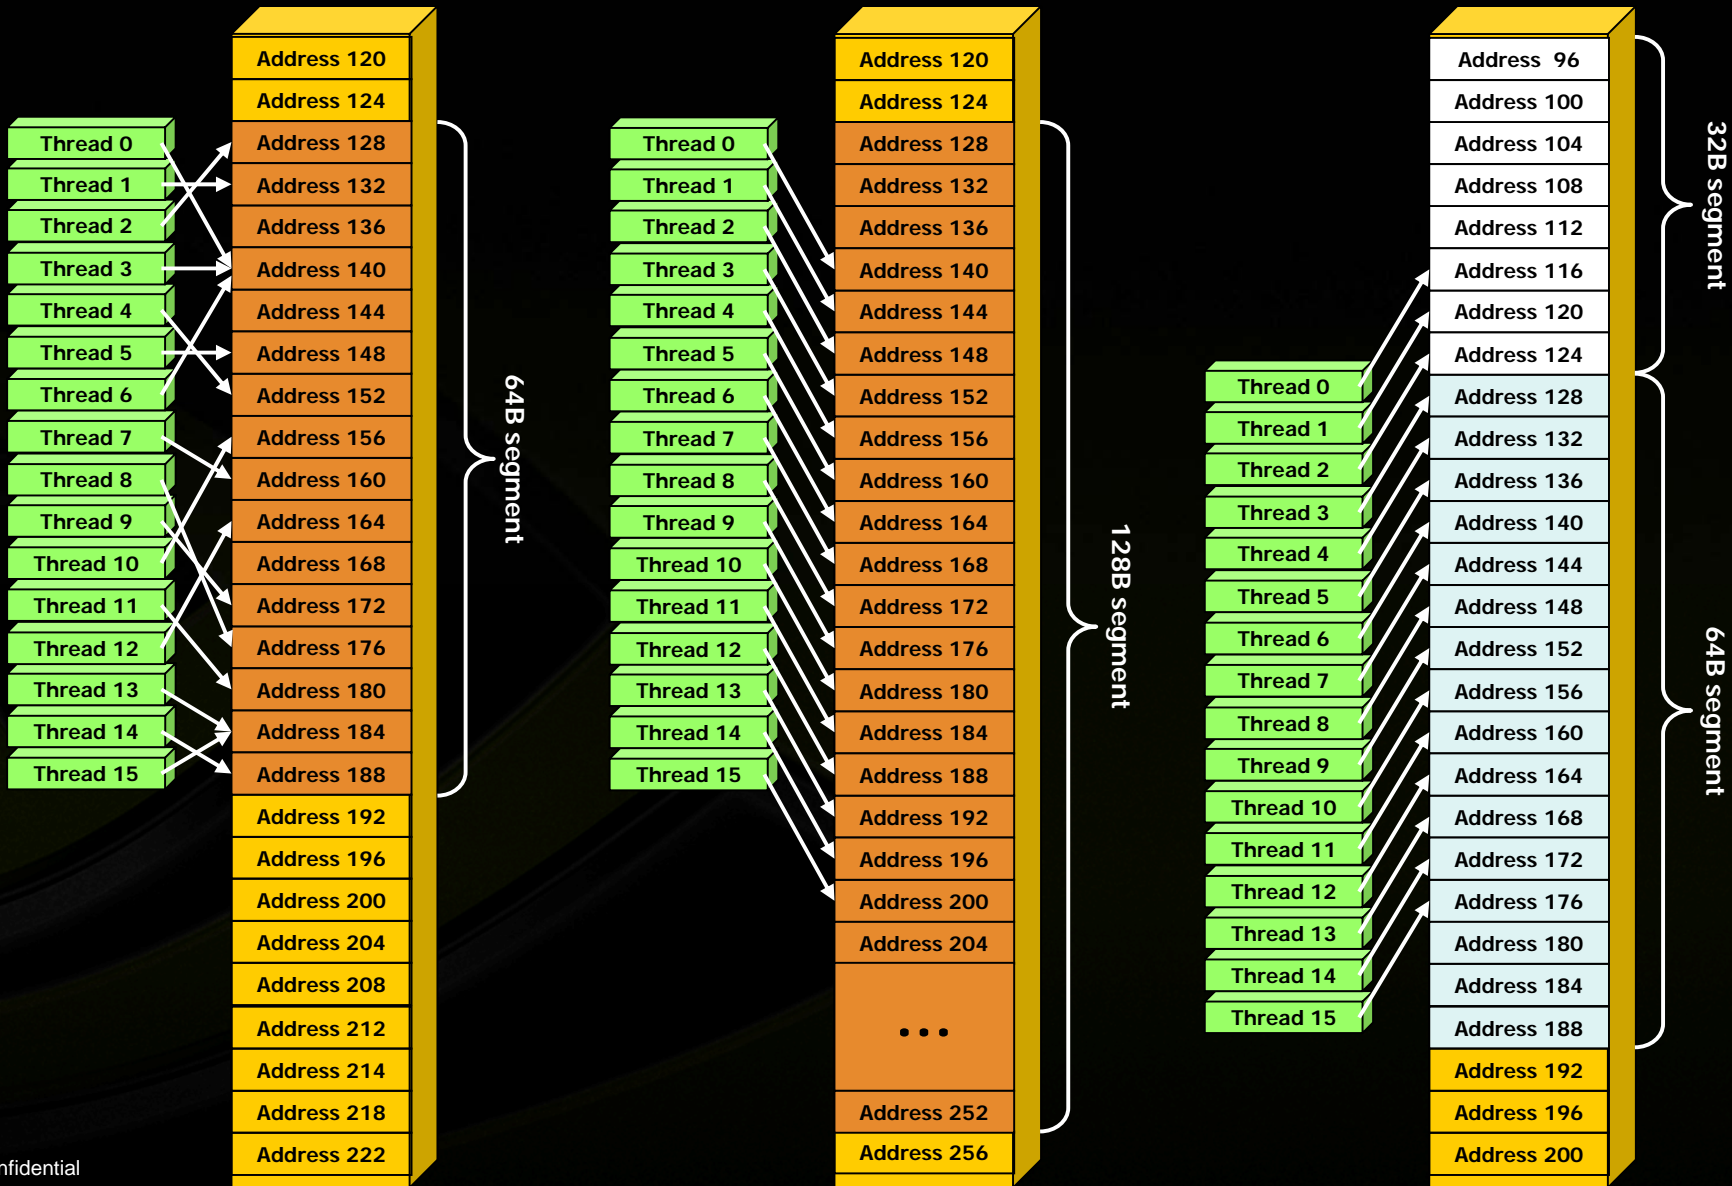 Thread 0
Thread 1
Thread 2
Thread 3
Thread 4
Thread 5
Thread 6
Thread 7
Thread 8
Thread 9
Thread 10
Thread 11
Thread 12
Thread 13
Thread 14
Thread 15
Address 120
Address 124
Address 128
Address 132
Address 136
Address 140
Address 144
Address 148
Address 152
Address 156
Address 160
Address 164
Address 168
Address 172
Address 176
Address 180
Address 184
Address 188
Address 192
Address 196
Address 200
Address 204
Address 208
Address 212
Address 214
Address 218
Address 222
64B segment
Thread 0
Thread 1
Thread 2
Thread 3
Thread 4
Thread 5
Thread 6
Thread 7
Thread 8
Thread 9
Thread 10
Thread 11
Thread 12
Thread 13
Thread 14
Thread 15
Address 120
Address 124
Address 128
Address 132
Address 136
Address 140
Address 144
Address 148
Address 152
Address 156
Address 160
Address 164
Address 168
Address 172
Address 176
Address 180
Address 184
Address 188
Address 192
Address 196
Address 200
Address 204
...
Address 252
Address 256
128B segment
Thread 0
Thread 1
Thread 2
Thread 3
Thread 4
Thread 5
Thread 6
Thread 7
Thread 8
Thread 9
Thread 10
Thread 11
Thread 12
Thread 13
Thread 14
Thread 15
Address 96
Address 100
Address 104
Address 108
Address 112
Address 116
Address 120
Address 124
Address 128
Address 132
Address 136
Address 140
Address 144
Address 148
Address 152
Address 156
Address 160
Address 164
Address 168
Address 172
Address 176
Address 180
Address 184
Address 188
Address 192
Address 196
Address 200
32B segment
64B segment
nfidential